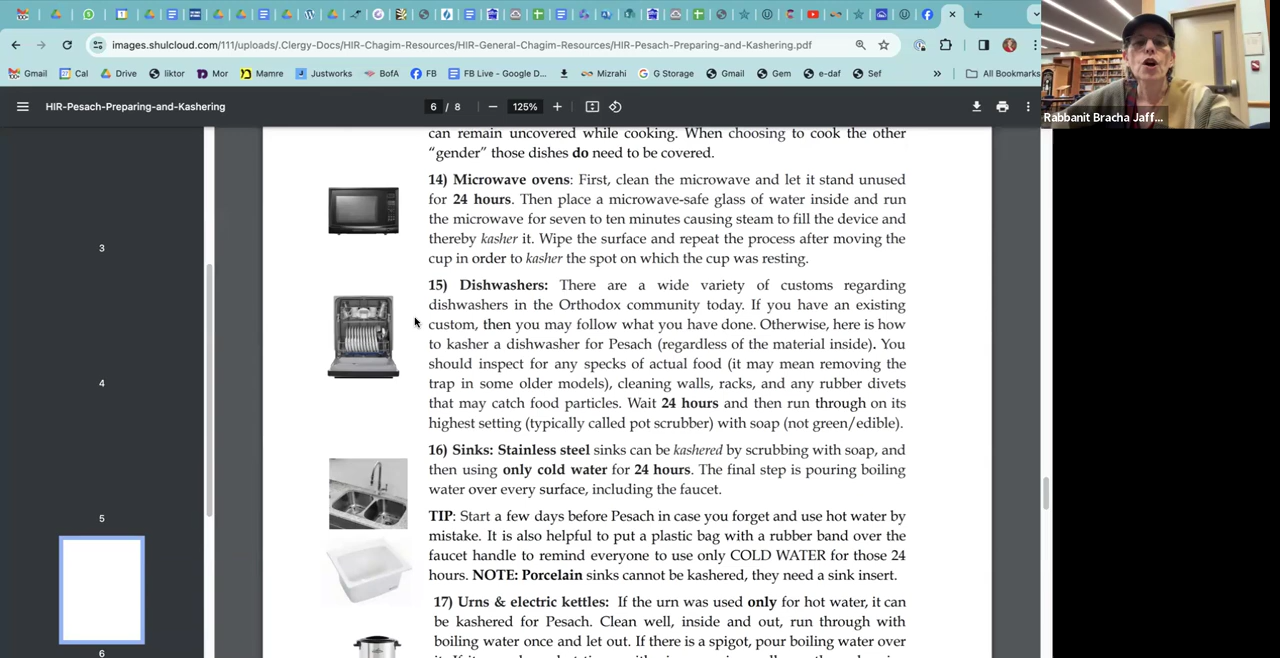 images.shulcloud.com/111/uploads/.Clergy-Docs/HIR-Chagim-Resources/HIR-General-Chagim-Resources/HIR-Pesach-Preparing-and-Kashering.pdf
Gmail Cal Drive liktor Mor Mamre Justworks BofA FB FB Live - Google D... Mizrahi G Storage Gmail Gem e-daf Sef » All Bookmarks
HIR-Pesach-Preparing-and-Kashering 6 / 8 − 125% +
Rabbanit Bracha Jaff...
3
4
5
6
can remain uncovered while cooking. When choosing to cook the other
“gender” those dishes do need to be covered.
14) Microwave ovens: First, clean the microwave and let it stand unused
for 24 hours. Then place a microwave-safe glass of water inside and run
the microwave for seven to ten minutes causing steam to fill the device and
thereby kasher it. Wipe the surface and repeat the process after moving the
cup in order to kasher the spot on which the cup was resting.
15) Dishwashers: There are a wide variety of customs regarding
dishwashers in the Orthodox community today. If you have an existing
custom, then you may follow what you have done. Otherwise, here is how
to kasher a dishwasher for Pesach (regardless of the material inside). You
should inspect for any specks of actual food (it may mean removing the
trap in some older models), cleaning walls, racks, and any rubber divets
that may catch food particles. Wait 24 hours and then run through on its
highest setting (typically called pot scrubber) with soap (not green/edible).
16) Sinks: Stainless steel sinks can be kashered by scrubbing with soap, and
then using only cold water for 24 hours. The final step is pouring boiling
water over every surface, including the faucet.
TIP: Start a few days before Pesach in case you forget and use hot water by
mistake. It is also helpful to put a plastic bag with a rubber band over the
faucet handle to remind everyone to use only COLD WATER for those 24
hours. NOTE: Porcelain sinks cannot be kashered, they need a sink insert.
17) Urns & electric kettles: If the urn was used only for hot water, it can
be kashered for Pesach. Clean well, inside and out, run through with
boiling water once and let out. If there is a spigot, pour boiling water over